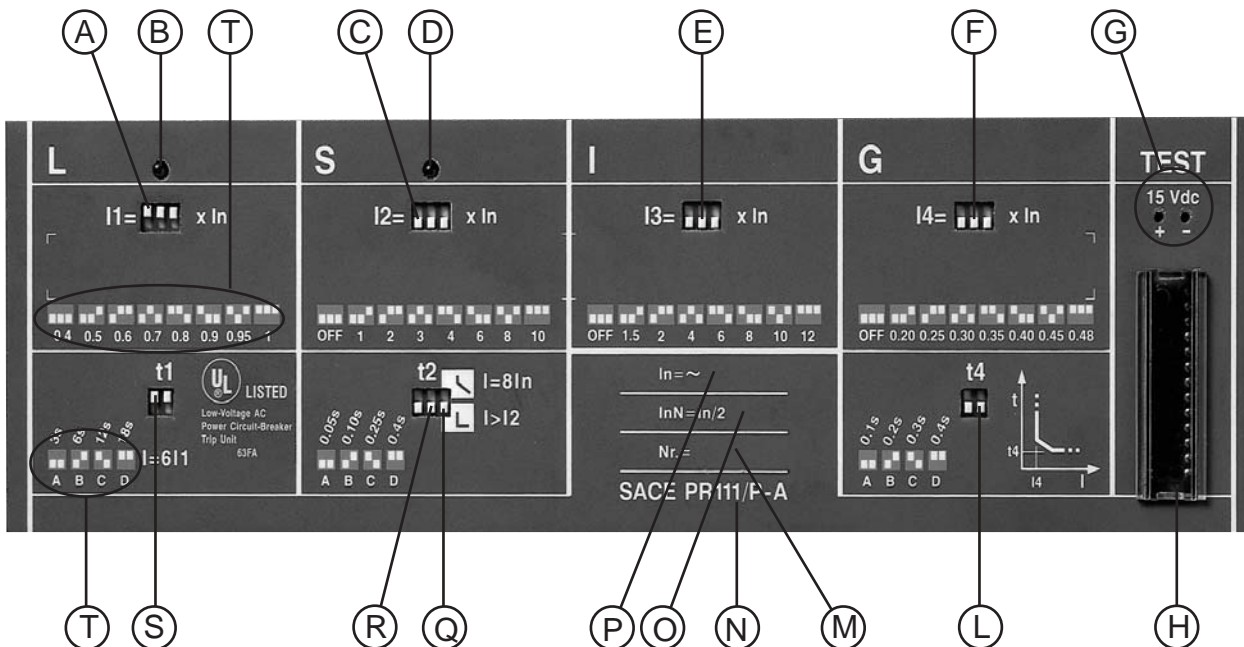 A B T C D E F G
L S I G TEST
I1= x In I2= x In I3= x In I4= x In 15 Vdc
+ -
0.4 0.5 0.6 0.7 0.8 0.9 0.95 1
OFF 1 2 3 4 6 8 10
OFF 1.5 2 4 6 8 10 12
OFF 0.20 0.25 0.30 0.35 0.40 0.45 0.48
t1
UL
®
LISTED
Low-Voltage AC
Power Circuit-Breaker
Trip Unit
63FA
3s 6s 12s 18s
I=6I1
A B C D
t2
I=8In
I>I2
0.05s 0.10s 0.25s 0.4s
A B C D
In=~
InN=In/2
Nr.=
SACE PR111/P-A
t4
0.1s 0.2s 0.3s 0.4s
A B C D
t
t4
I4 I
T S R Q P O N M L H